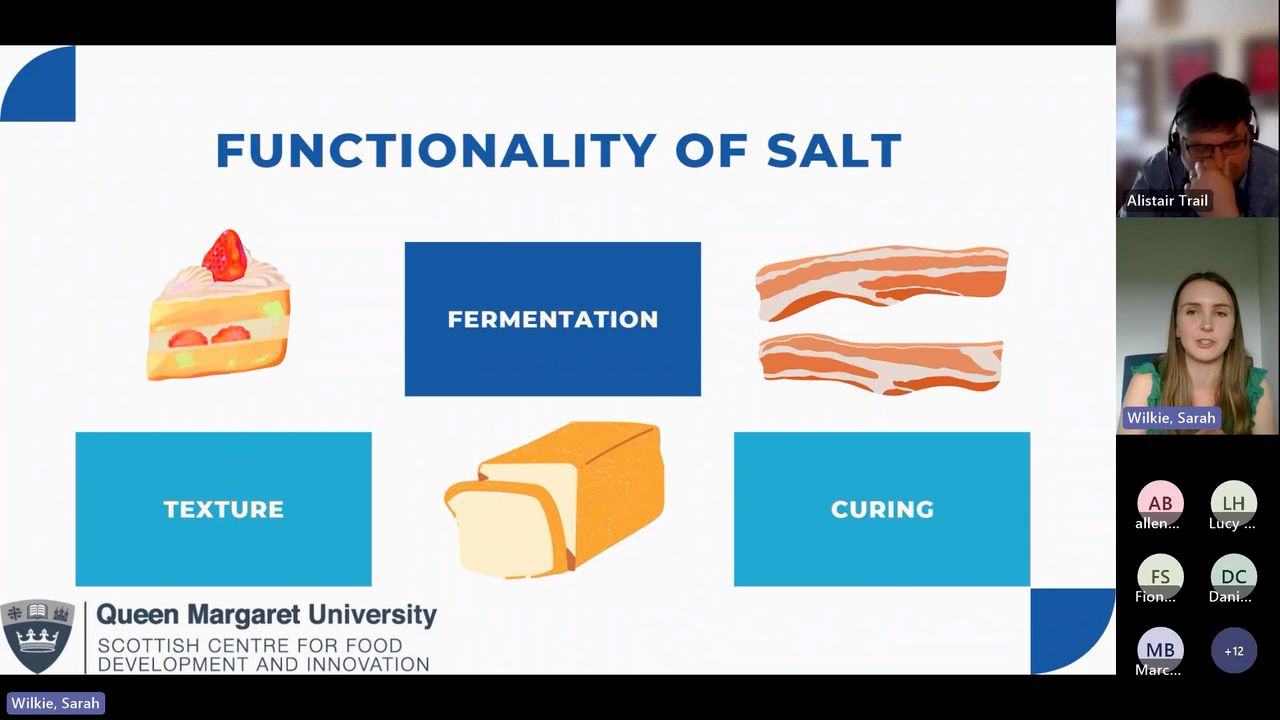 FUNCTIONALITY OF SALT
FERMENTATION
TEXTURE
CURING
Queen Margaret University
SCOTTISH CENTRE FOR FOOD
DEVELOPMENT AND INNOVATION
Wilkie, Sarah
Alistair Trail
Wilkie, Sarah
AB
allen...
LH
Lucy ...
FS
Fion...
DC
Dani...
MB
Marc...
+12